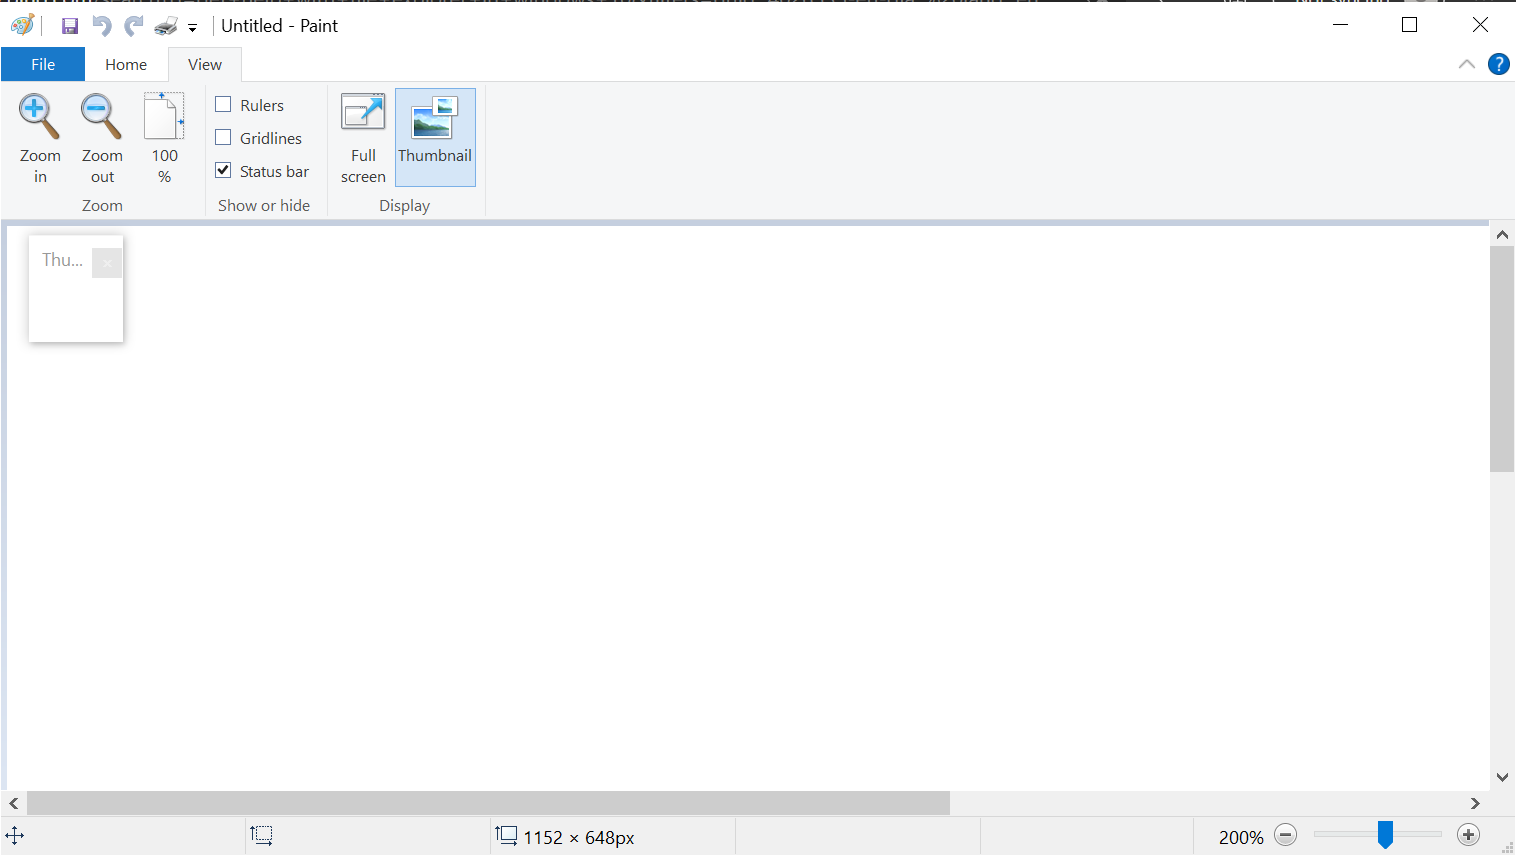 Untitled - Paint
File Home View
Zoom in
Zoom out
100 %
Zoom
Rulers
Gridlines
Status bar
Show or hide
Full screen
Thumbnail
Display
Thu...
1152 × 648px
200%